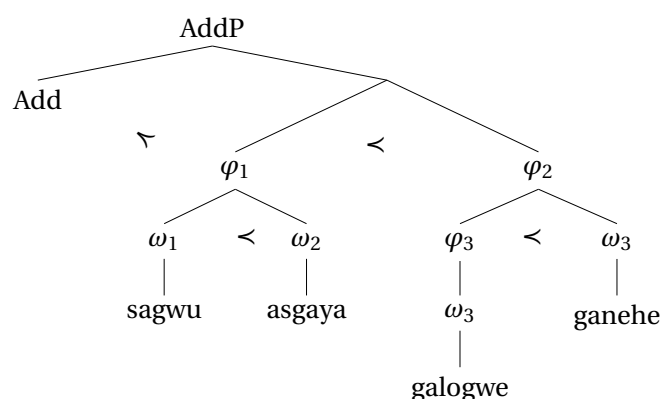 AddP
Add
≺
≺
φ₁ φ₂
ω₁ ≺ ω₂ φ₃ ≺ ω₃
sagwu asgaya ω₃ ganehe
galogwe